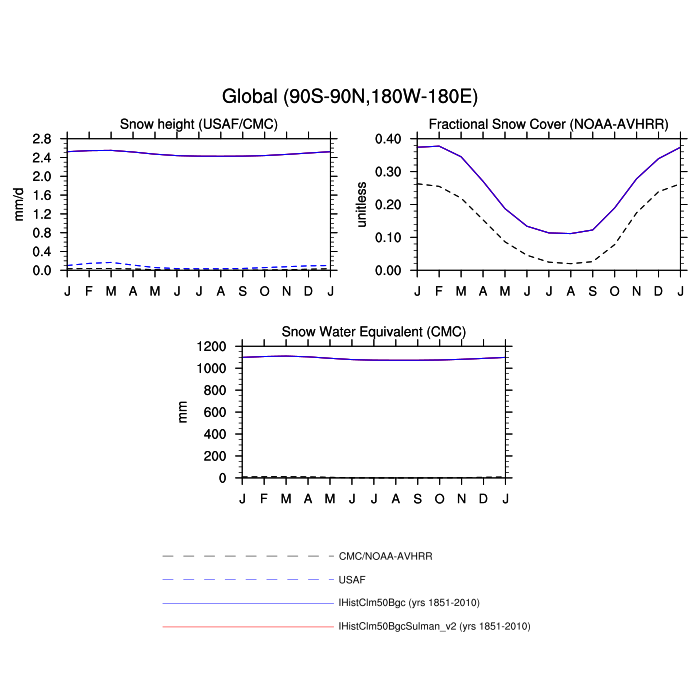 Global (90S-90N,180W-180E)
Snow height (USAF/CMC)
mm/d
2.8
2.4
2.0
1.6
1.2
0.8
0.4
0.0
J F M A M J J A S O N D J
Fractional Snow Cover (NOAA-AVHRR)
unitless
0.40
0.30
0.20
0.10
0.00
J F M A M J J A S O N D J
Snow Water Equivalent (CMC)
mm
1200
1000
800
600
400
200
0
J F M A M J J A S O N D J
CMC/NOAA-AVHRR
USAF
IHistClm50Bgc (yrs 1851-2010)
IHistClm50BgcSulman_v2 (yrs 1851-2010)